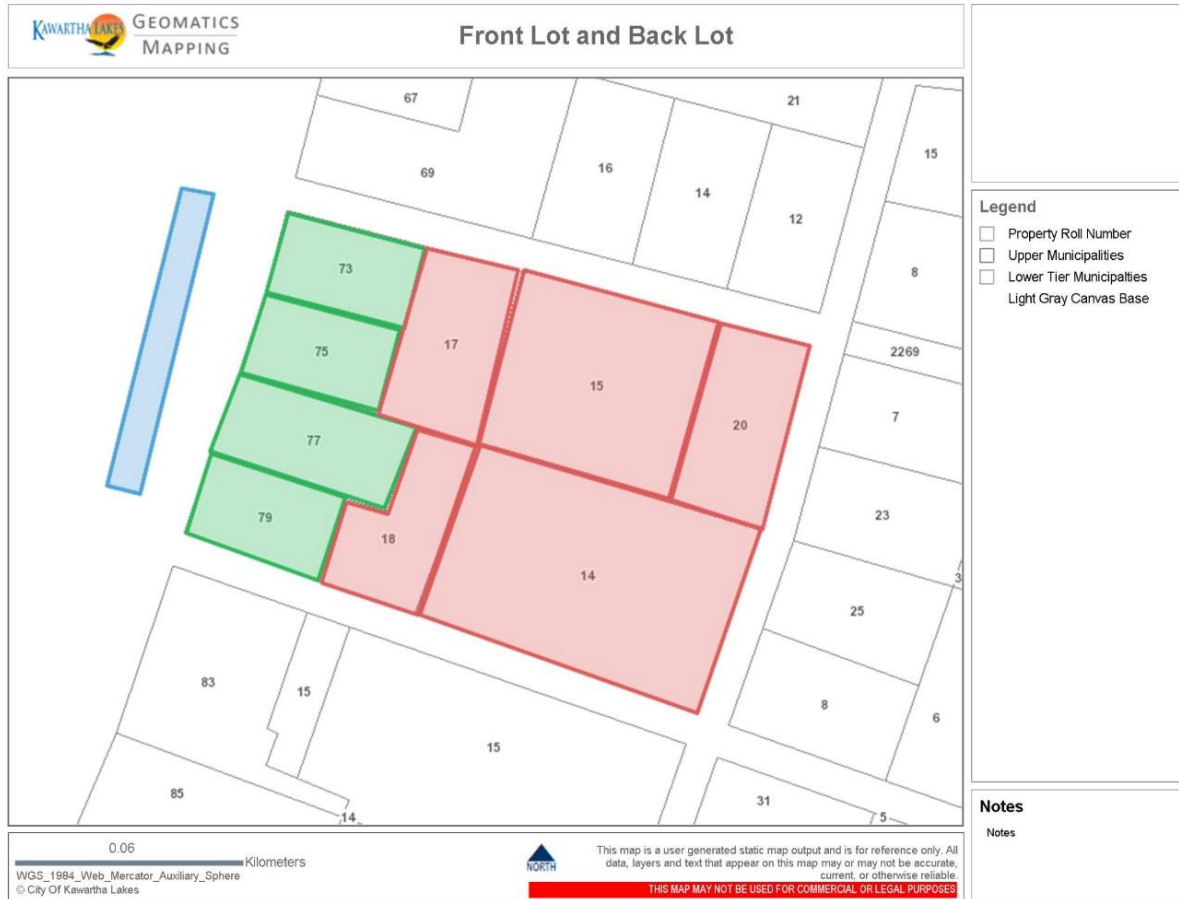 KAWARTHA LAKES
GEOMATICS
MAPPING
Front Lot and Back Lot
67
21
15
69
16
14
12
73
8
17
75
2269
15
7
20
77
23
79
18
14
3
25
83
15
8
6
15
85
31
14
5
Legend
Property Roll Number
Upper Municipalities
Lower Tier Municipalties
Light Gray Canvas Base
Notes
Notes
0.06
Kilometers
WGS_1984_Web_Mercator_Auxiliary_Sphere
© City Of Kawartha Lakes
NORTH
This map is a user generated static map output and is for reference only. All
data, layers and text that appear on this map may or may not be accurate,
current, or otherwise reliable.
THIS MAP MAY NOT BE USED FOR COMMERCIAL OR LEGAL PURPOSES